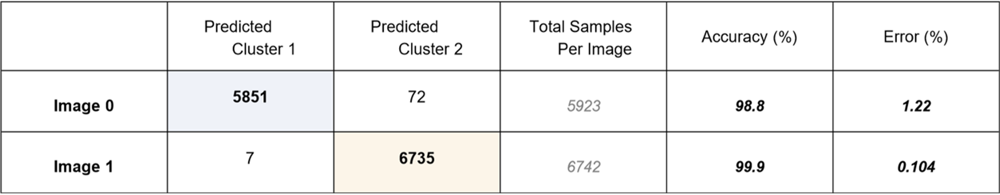 Predicted
Cluster 1
Predicted
Cluster 2
Total Samples
Per Image
Accuracy (%)
Error (%)
Image 0
5851
72
5923
98.8
1.22
Image 1
7
6735
6742
99.9
0.104